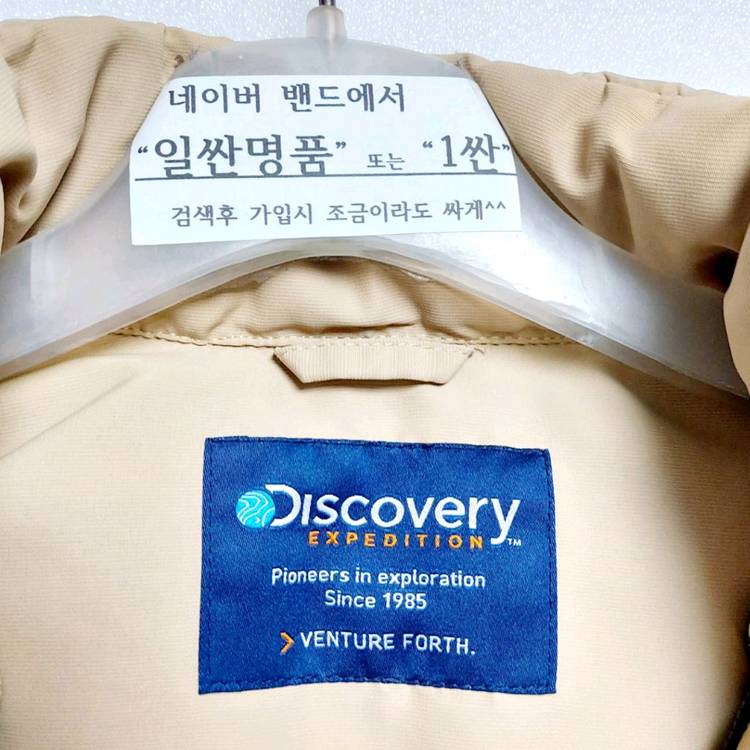 네이버 밴드에서
"일싼명품" 또는 "1싼"
검색후 가입시 조금이라도 싸게^^
Discovery
EXPEDITION™
Pioneers in exploration
Since 1985
> VENTURE FORTH.